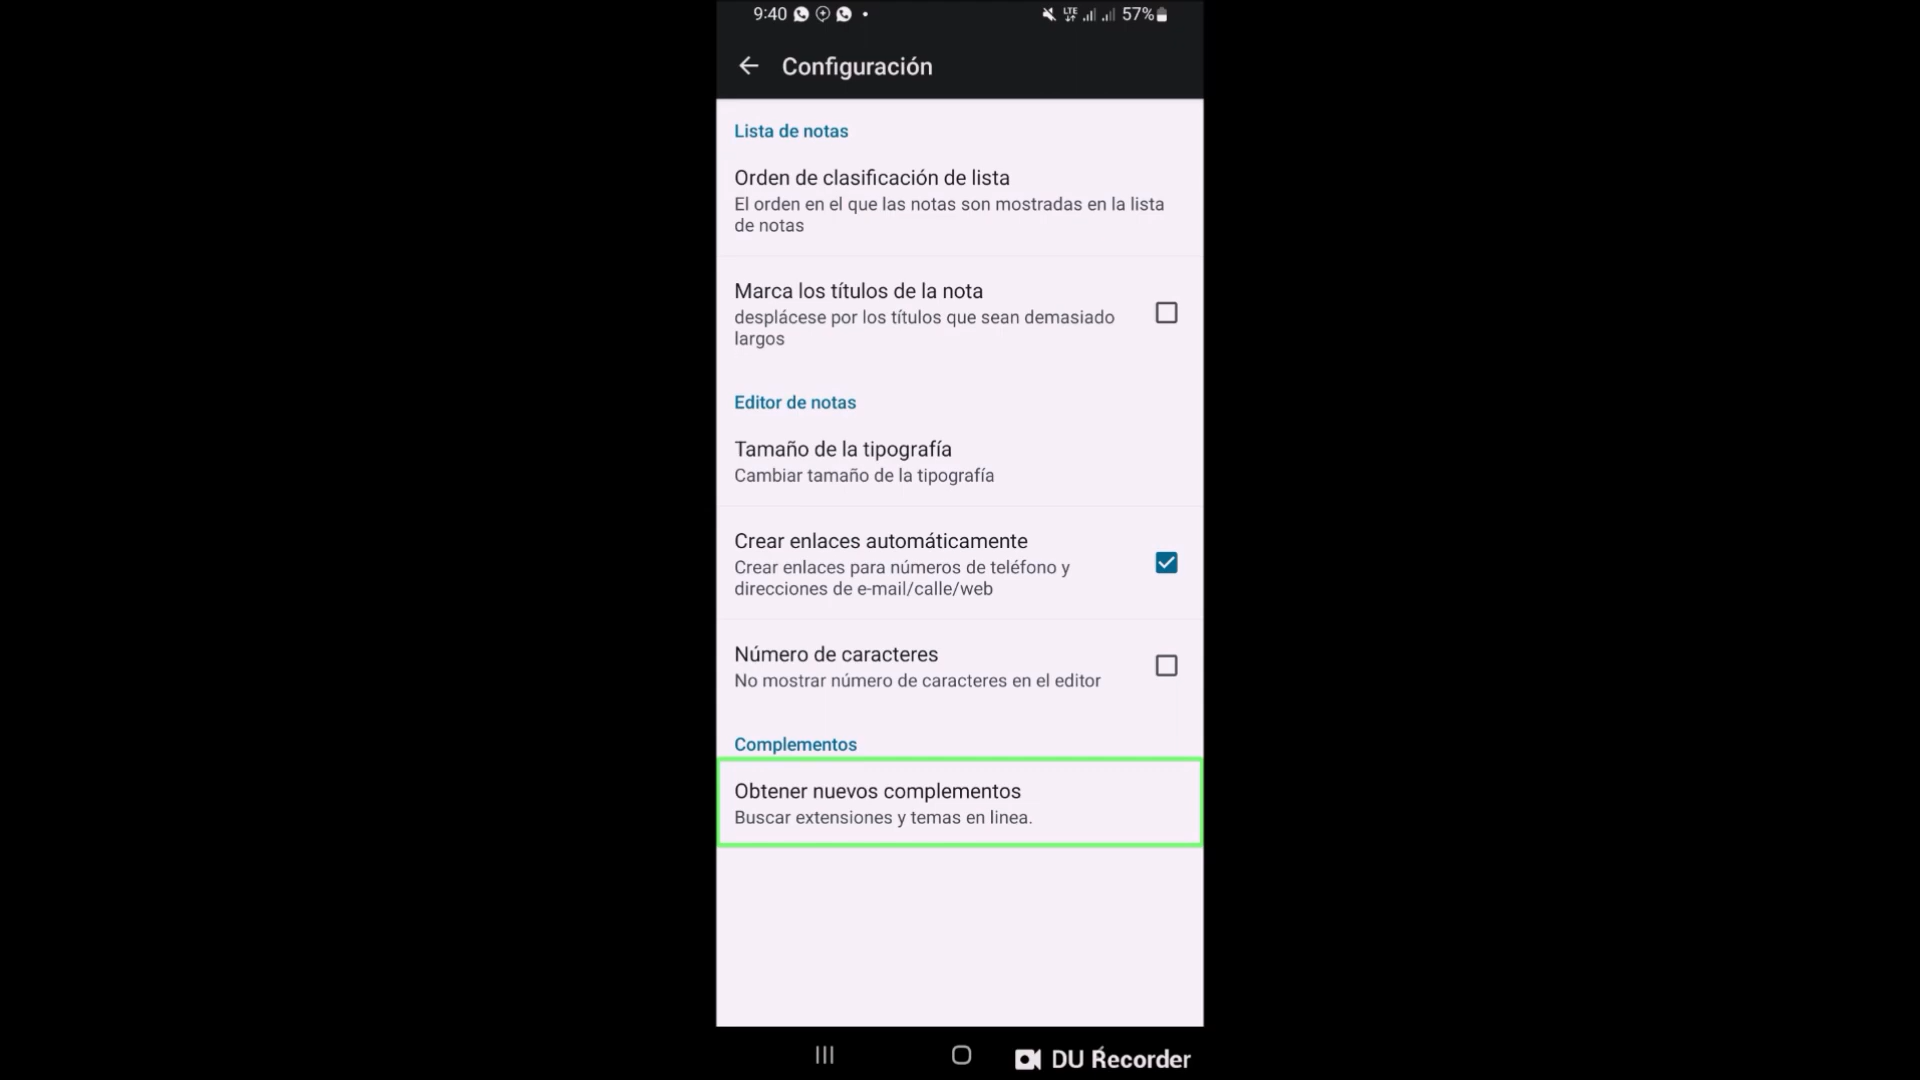 9:40
LTE
57%
Configuración
Lista de notas
Orden de clasificación de lista
El orden en el que las notas son mostradas en la lista
de notas
Marca los títulos de la nota
desplácese por los títulos que sean demasiado
largos
Editor de notas
Tamaño de la tipografía
Cambiar tamaño de la tipografía
Crear enlaces automáticamente
Crear enlaces para números de teléfono y
direcciones de e-mail/calle/web
Número de caracteres
No mostrar número de caracteres en el editor
Complementos
Obtener nuevos complementos
Buscar extensiones y temas en linea.
DU Recorder